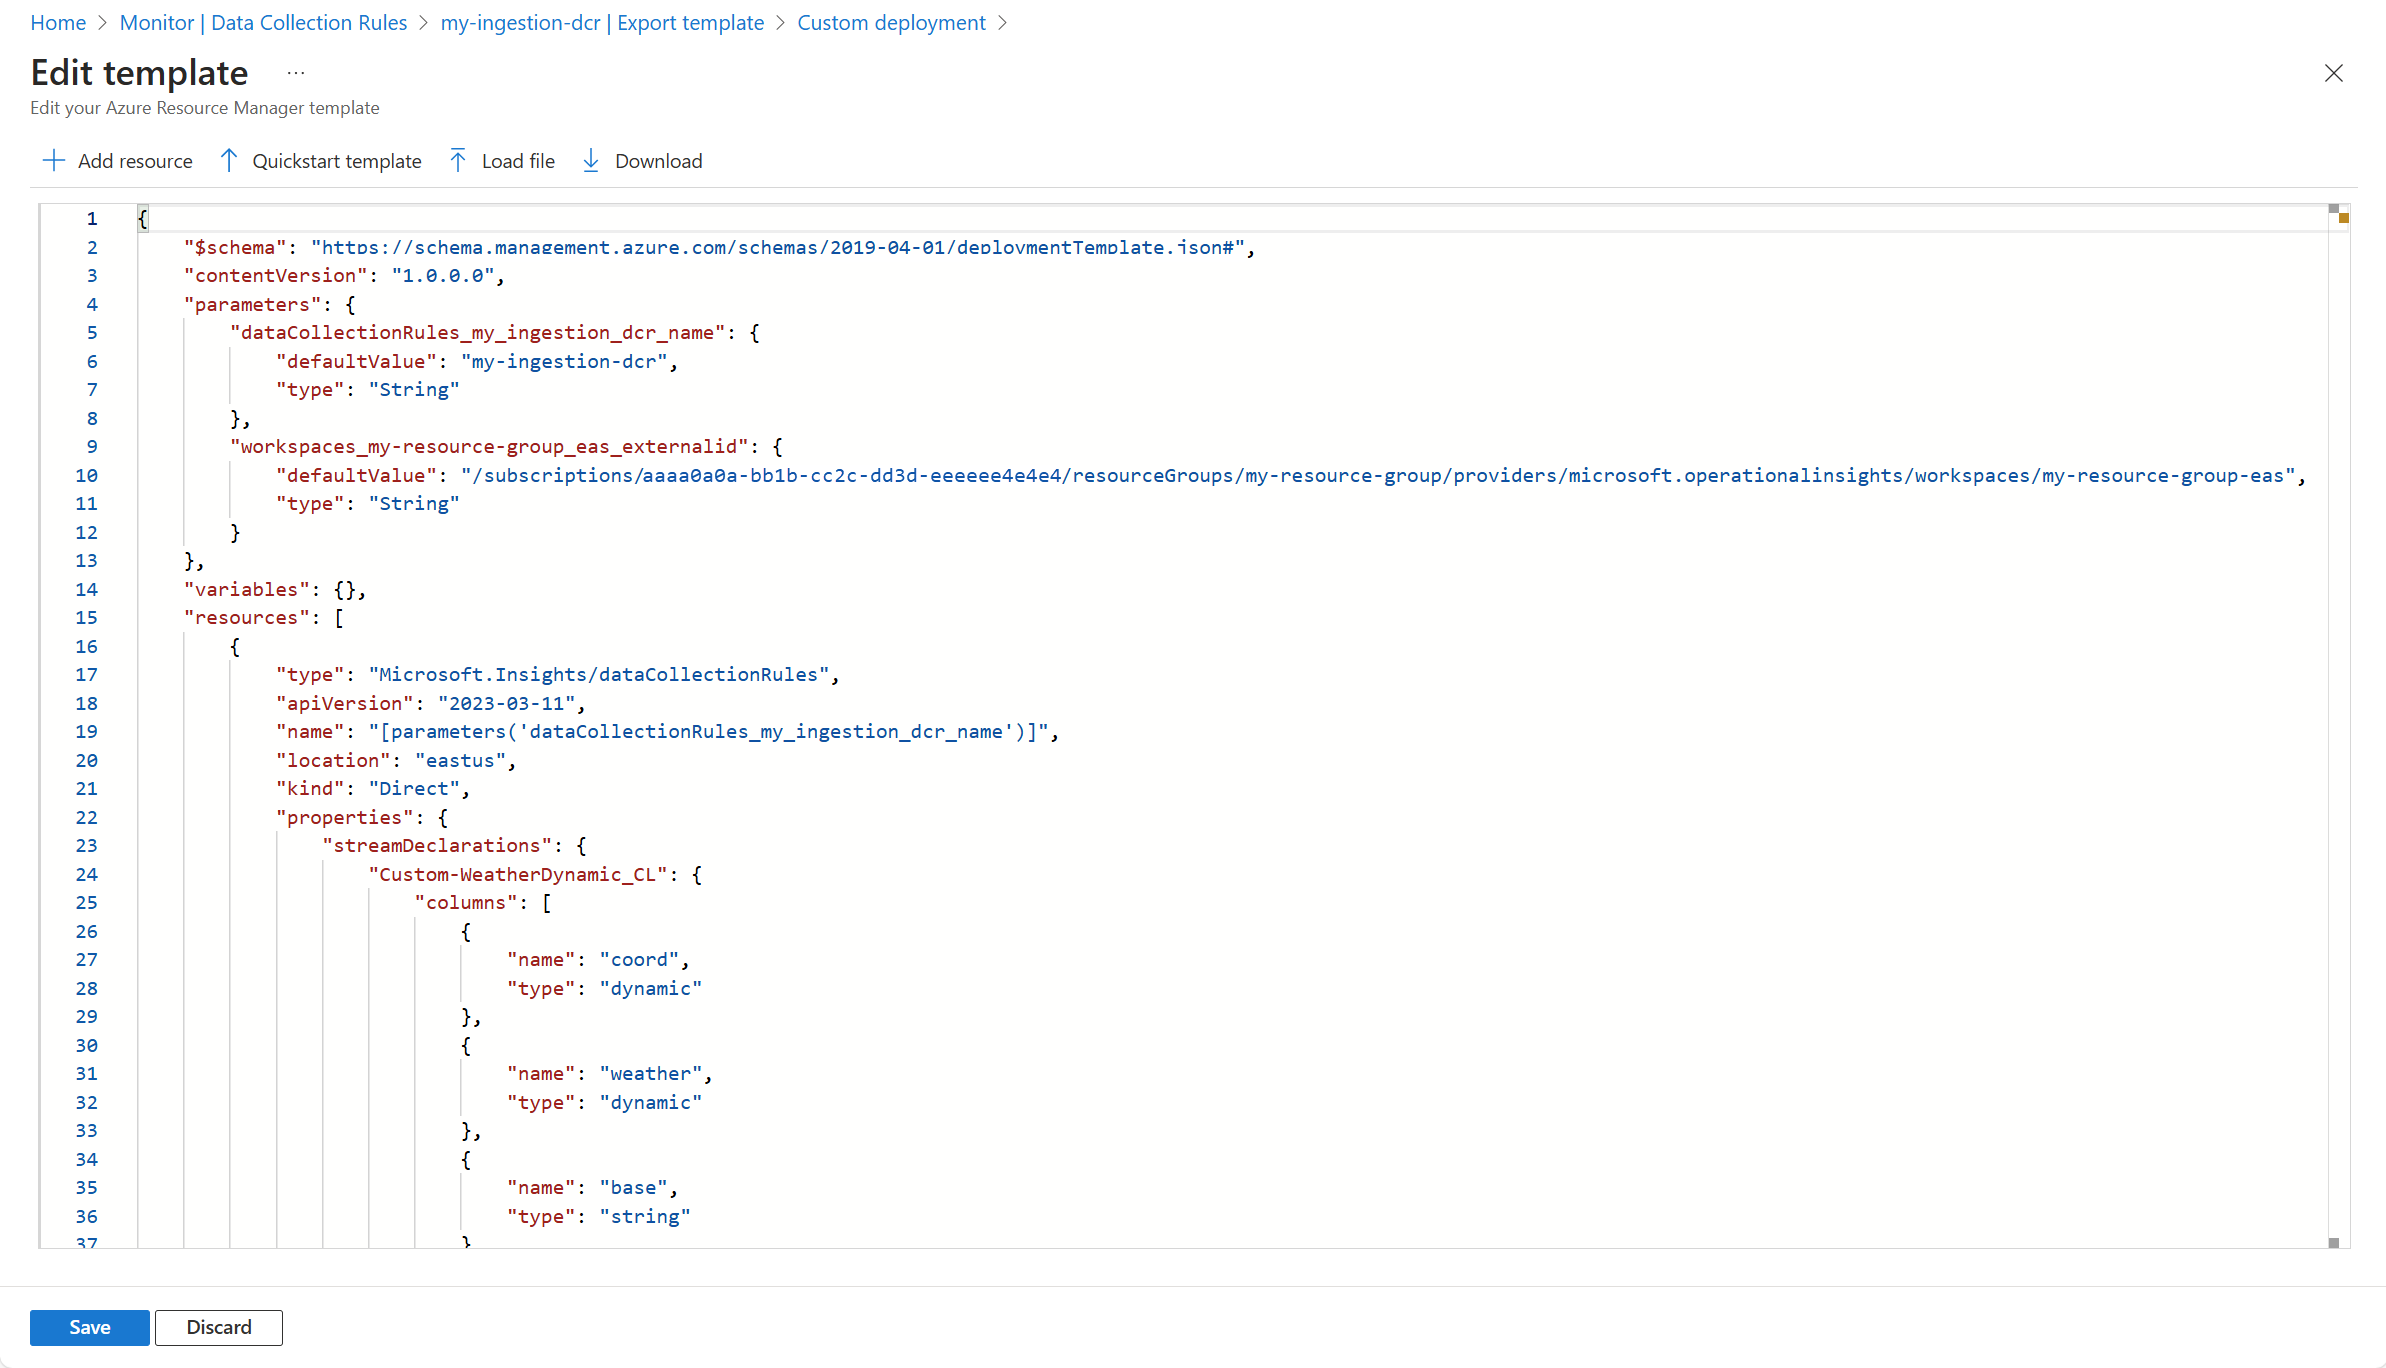 Home > Monitor | Data Collection Rules > my-ingestion-dcr | Export template > Custom deployment >
Edit template ...
Edit your Azure Resource Manager template
Add resource Quickstart template Load file Download
1 {
2 "$schema": "https://schema.management.azure.com/schemas/2019-04-01/deploymentTemplate.json#",
3 "contentVersion": "1.0.0.0",
4 "parameters": {
5 "dataCollectionRules_my_ingestion_dcr_name": {
6 "defaultValue": "my-ingestion-dcr",
7 "type": "String"
8 },
9 "workspaces_my-resource-group_eas_externalid": {
10 "defaultValue": "/subscriptions/aaaa0a0a-bb1b-cc2c-dd3d-eeeeee4e4e4/resourceGroups/my-resource-group/providers/microsoft.operationalinsights/workspaces/my-resource-group-eas",
11 "type": "String"
12 }
13 },
14 "variables": {},
15 "resources": [
16 {
17 "type": "Microsoft.Insights/dataCollectionRules",
18 "apiVersion": "2023-03-11",
19 "name": "[parameters('dataCollectionRules_my_ingestion_dcr_name')]",
20 "location": "eastus",
21 "kind": "Direct",
22 "properties": {
23 "streamDeclarations": {
24 "Custom-WeatherDynamic_CL": {
25 "columns": [
26 {
27 "name": "coord",
28 "type": "dynamic"
29 },
30 {
31 "name": "weather",
32 "type": "dynamic"
33 },
34 {
35 "name": "base",
36 "type": "string"
37 }
Save Discard